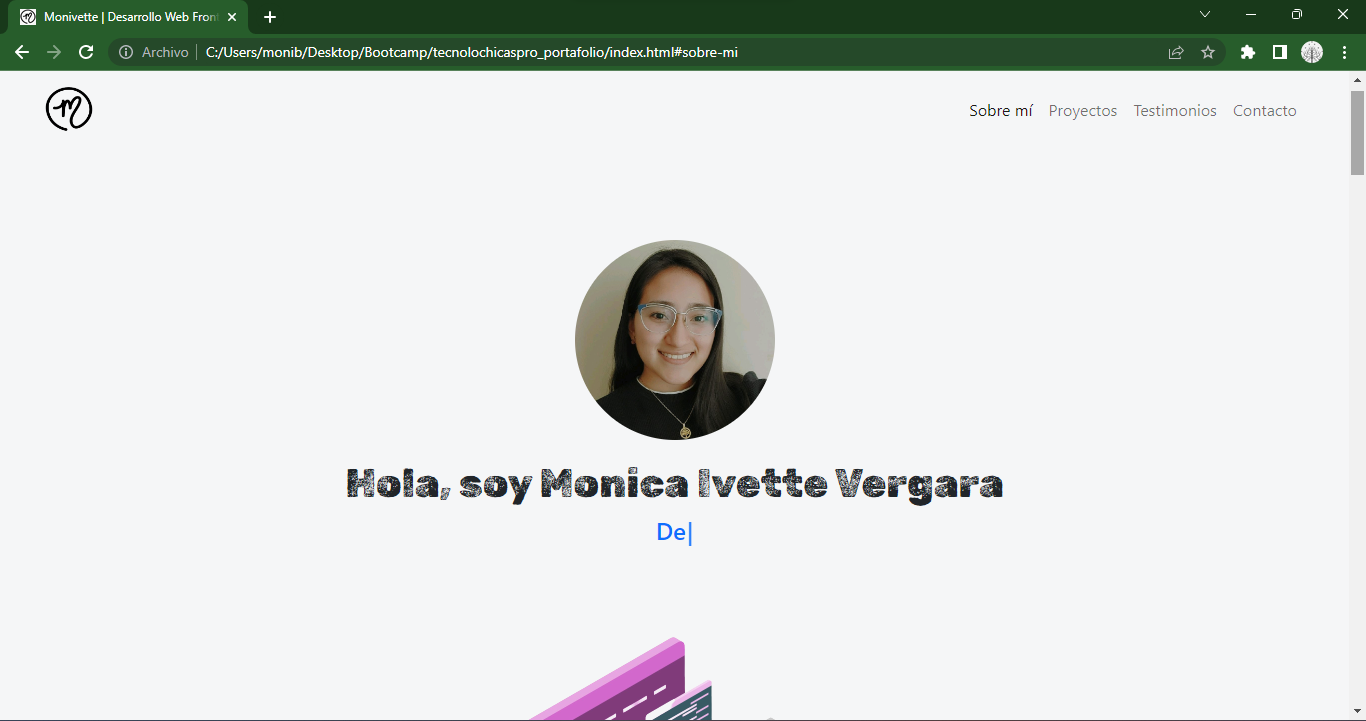 Monivette | Desarrollo Web Fron
Archivo C:/Users/monib/Desktop/Bootcamp/tecnolochicaspro_portafolio/index.html#sobre-mi
Sobre mí Proyectos Testimonios Contacto
Hola, soy Monica Ivette Vergara
De|